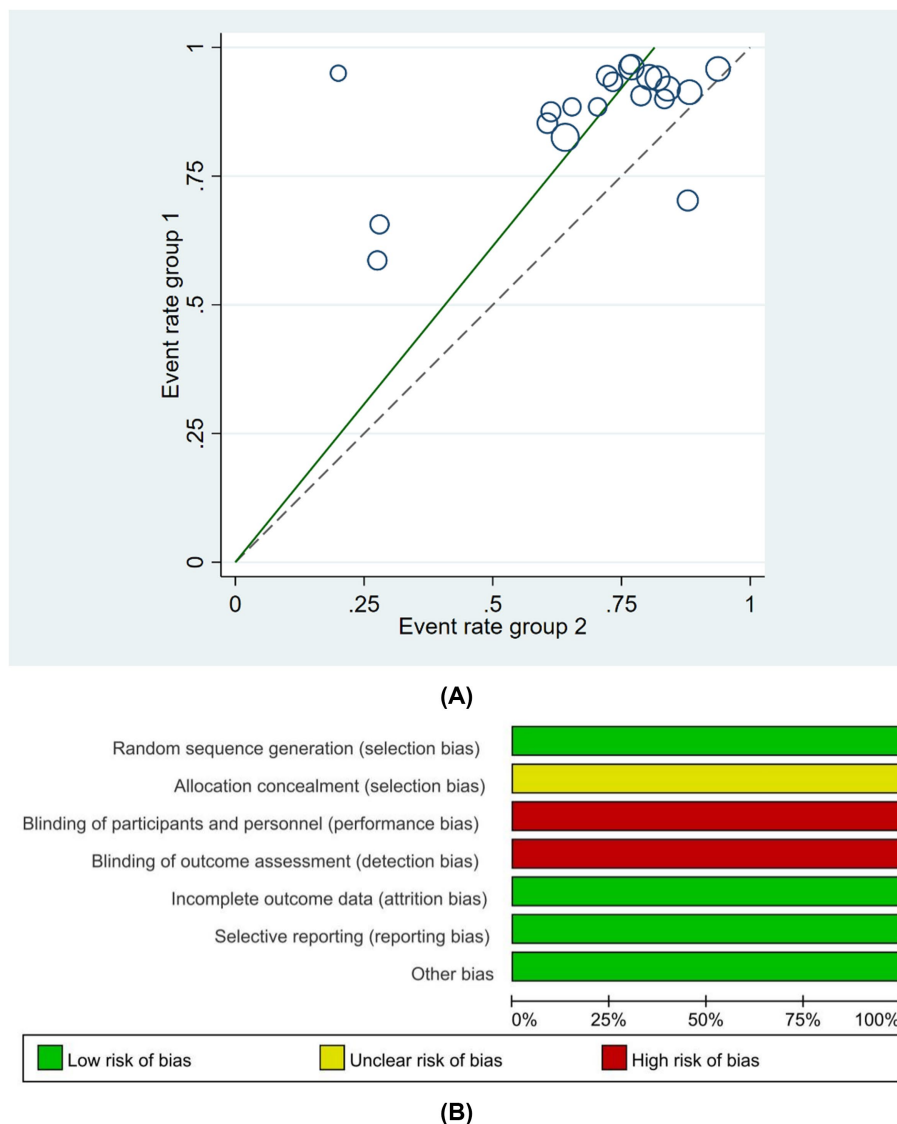 1
.75
.5
.25
0
Event rate group 1
0 .25 .5 .75 1
Event rate group 2
(A)
Random sequence generation (selection bias)
Allocation concealment (selection bias)
Blinding of participants and personnel (performance bias)
Blinding of outcome assessment (detection bias)
Incomplete outcome data (attrition bias)
Selective reporting (reporting bias)
Other bias
0% 25% 50% 75% 100%
Low risk of bias Unclear risk of bias High risk of bias
(B)